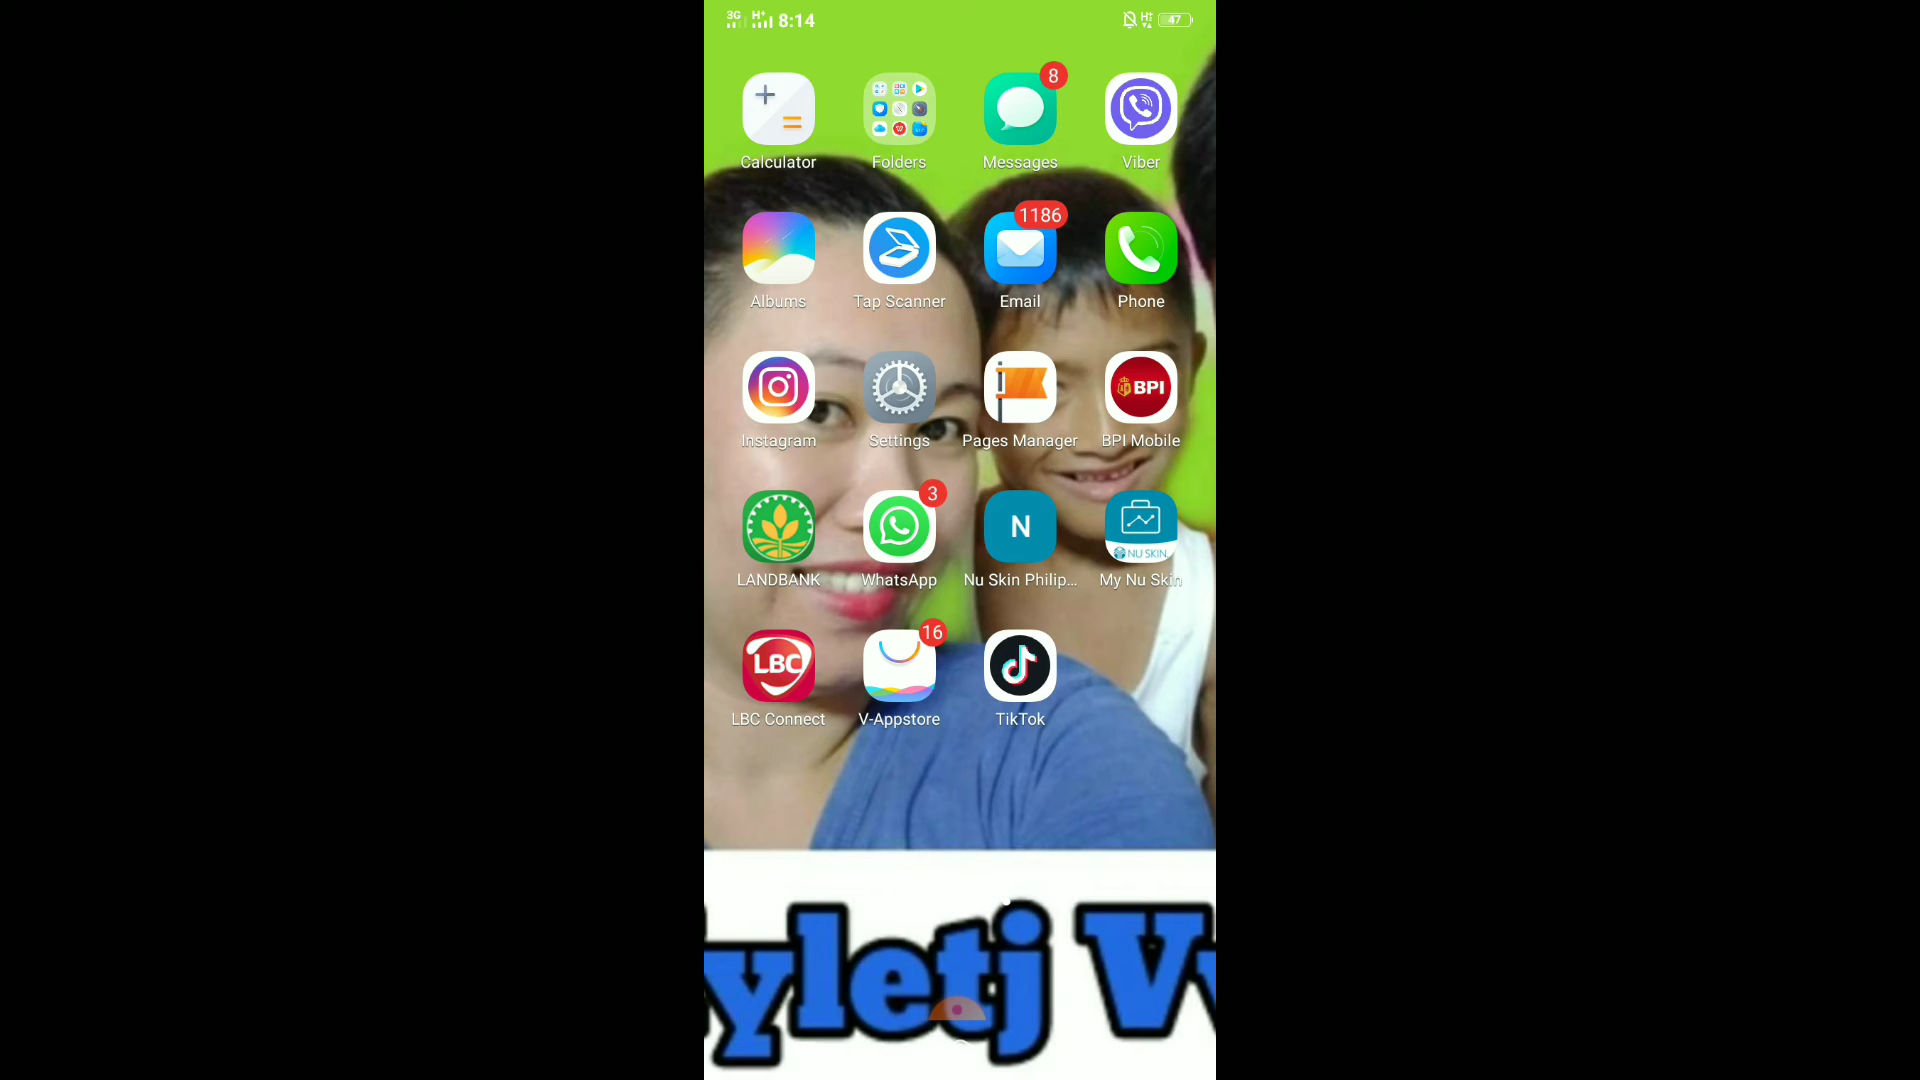 3G H+ 8:14 H+ 47
8
Calculator Folders Messages Viber
1186
Albums Tap Scanner Email Phone
BPI
Instagram Settings Pages Manager BPI Mobile
3
N NU SKIN
LANDBANK WhatsApp Nu Skin Philip... My Nu Skin
16
LBC
LBC Connect V-Appstore TikTok
yletj V